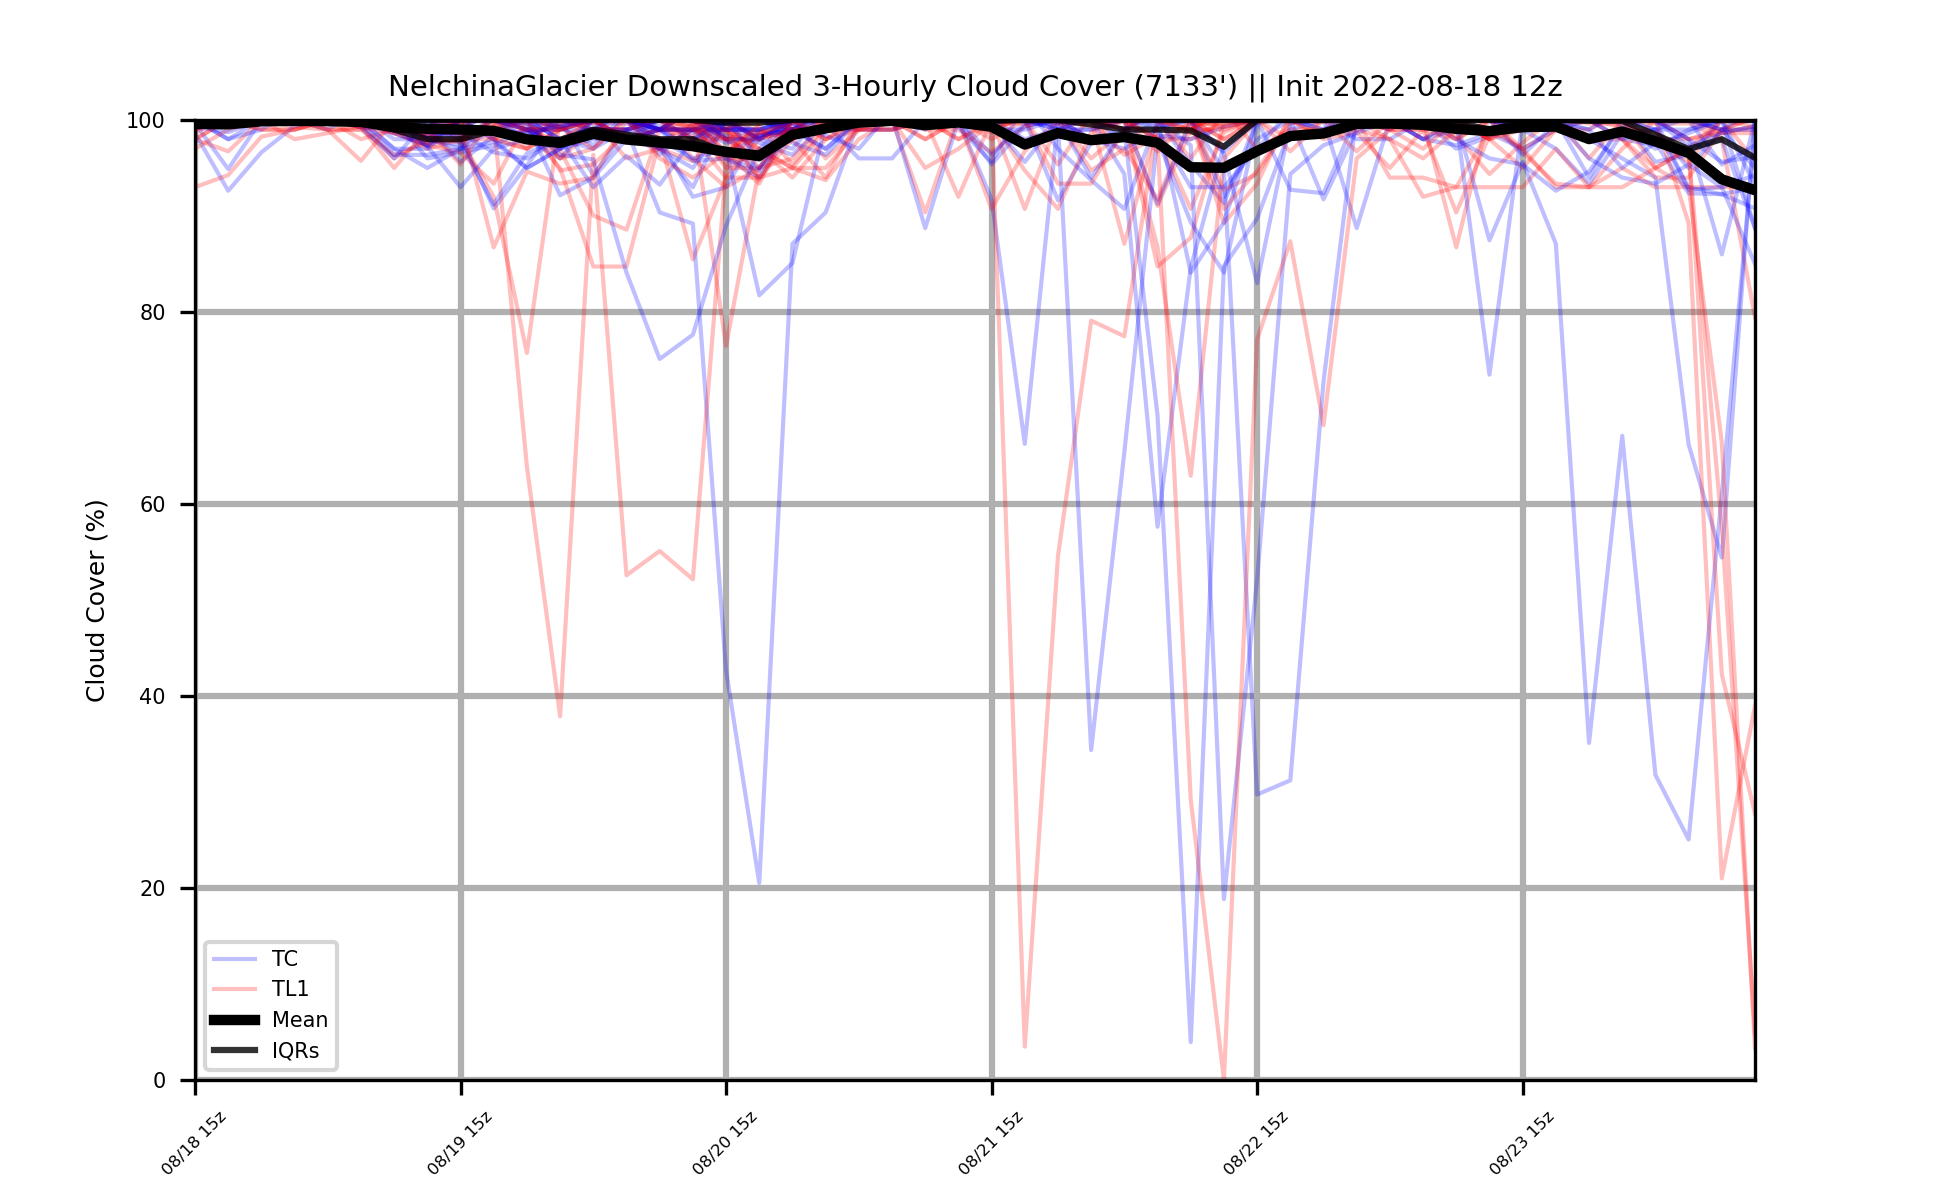 NelchinaGlacier Downscaled 3-Hourly Cloud Cover (7133') || Init 2022-08-18 12z
100
80
60
40
20
0
Cloud Cover (%)
TC
TL1
Mean
IQRs
08/18 15z
08/19 15z
08/20 15z
08/21 15z
08/22 15z
08/23 15z